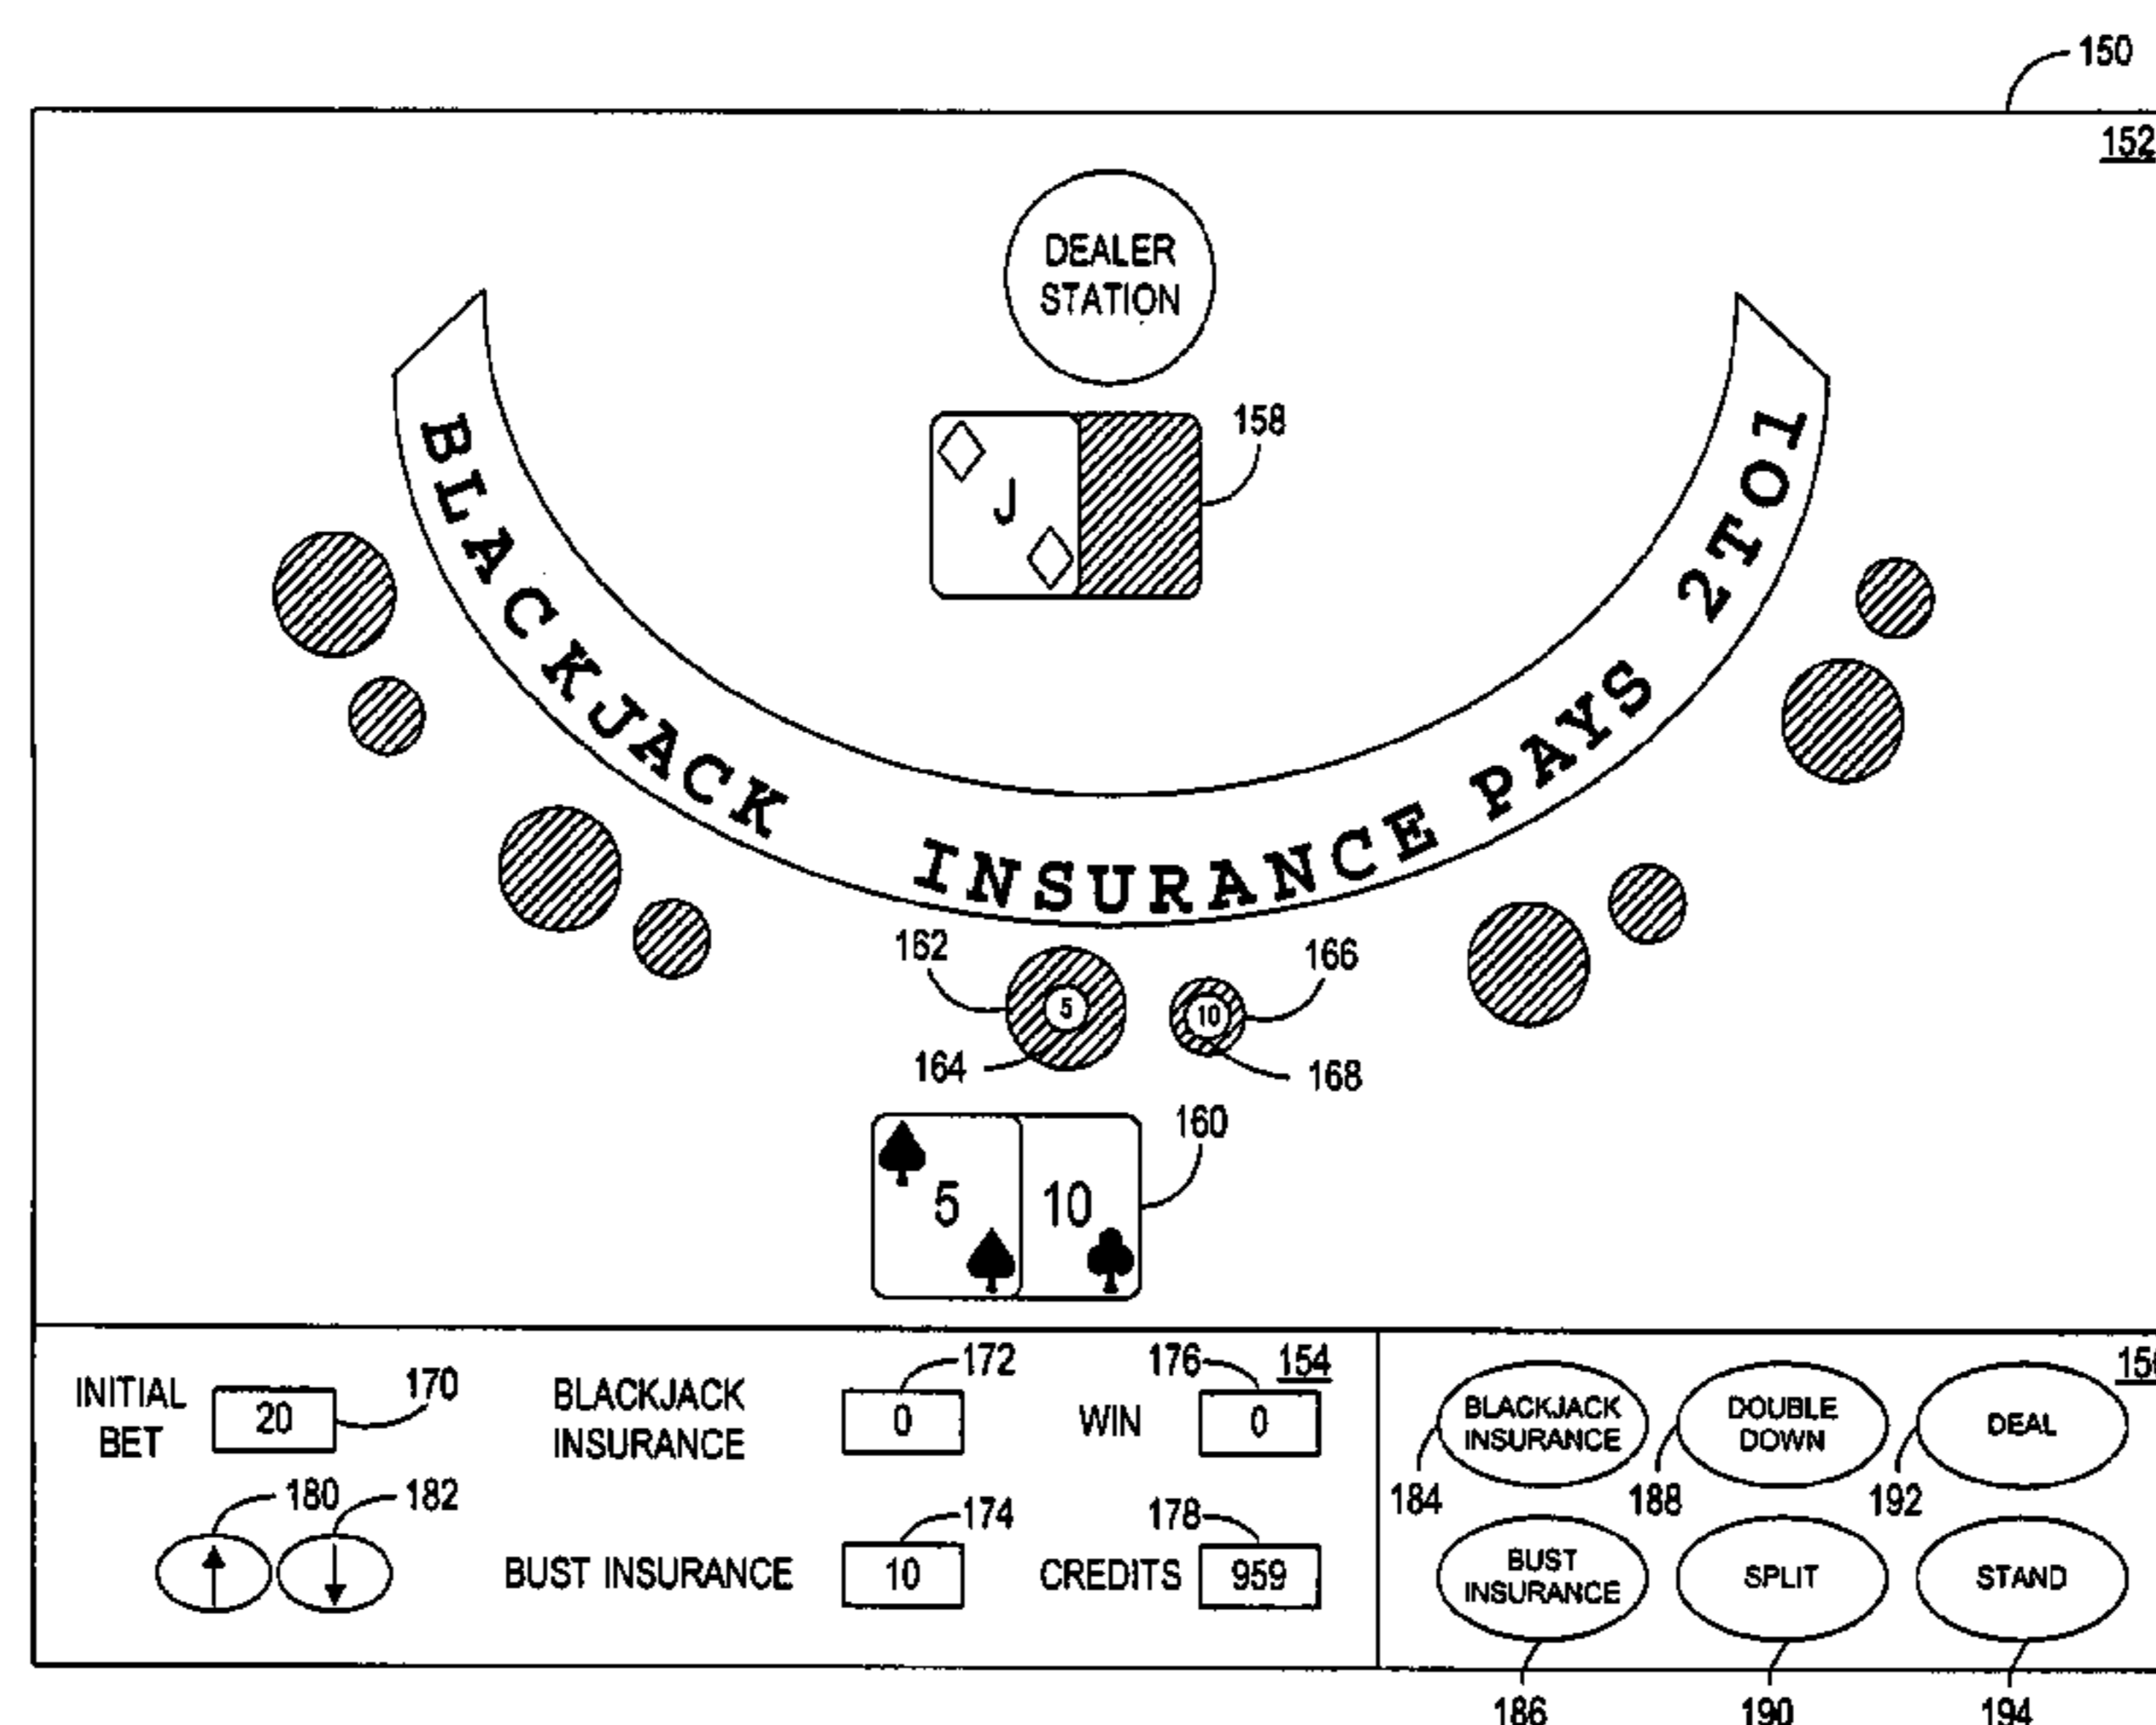 150
152
DEALER
STATION
158
J
BLACKJACK INSURANCE PAYS 2TO1
162
166
5
10
164
168
160
5
10
INITIAL
BET
20
170
BLACKJACK
INSURANCE
172
0
176
WIN
0
154
180
182
BUST INSURANCE
174
10
178
CREDITS
959
BLACKJACK
INSURANCE
184
DOUBLE
DOWN
188
DEAL
192
BUST
INSURANCE
186
SPLIT
190
STAND
194